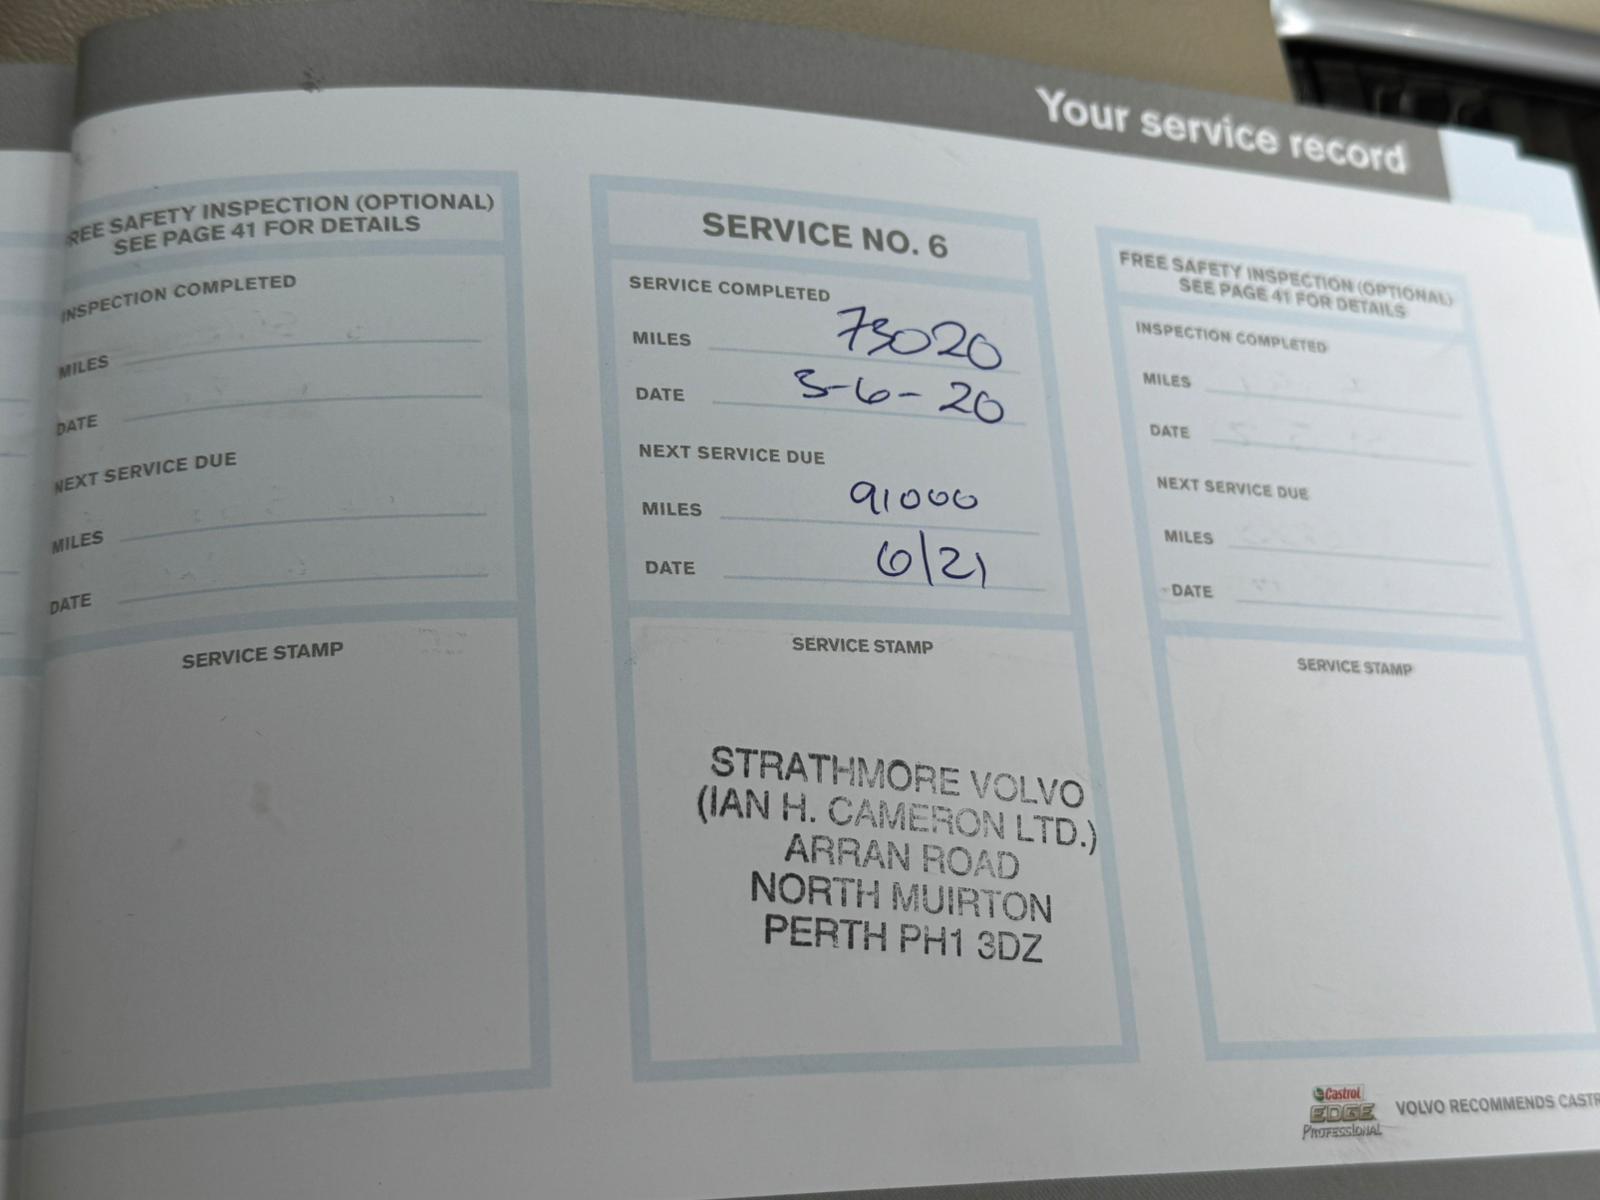 Your service record
FREE SAFETY INSPECTION (OPTIONAL)
SEE PAGE 41 FOR DETAILS
INSPECTION COMPLETED
MILES
DATE
NEXT SERVICE DUE
MILES
DATE
SERVICE STAMP
SERVICE NO. 6
SERVICE COMPLETED
MILES 73020
DATE 3-6-20
NEXT SERVICE DUE
MILES 91000
DATE 6/21
SERVICE STAMP
STRATHMORE VOLVO
(IAN H. CAMERON LTD.)
ARRAN ROAD
NORTH MUIRTON
PERTH PH1 3DZ
FREE SAFETY INSPECTION (OPTIONAL)
SEE PAGE 41 FOR DETAILS
INSPECTION COMPLETED
MILES
DATE
NEXT SERVICE DUE
MILES
DATE
SERVICE STAMP
Castrol
EDGE
PROFESSIONAL
VOLVO RECOMMENDS CASTR